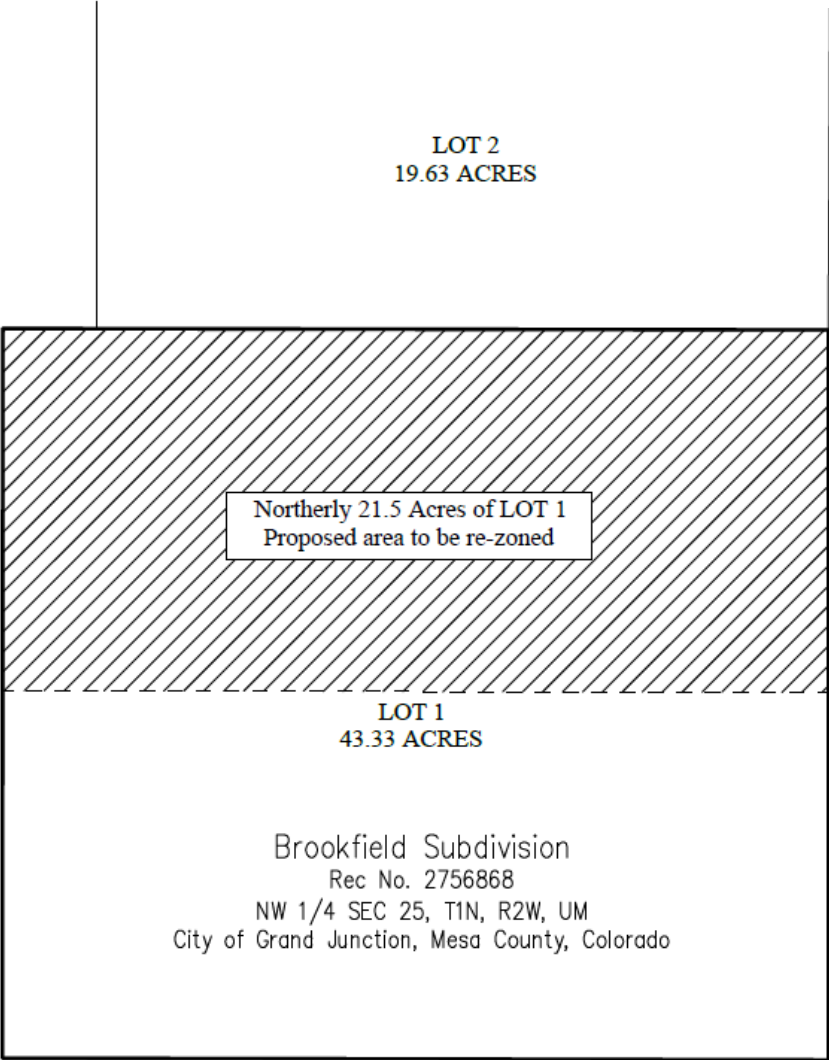 LOT 2
19.63 ACRES
Northerly 21.5 Acres of LOT 1
Proposed area to be re-zoned
LOT 1
43.33 ACRES
Brookfield Subdivision
Rec No. 2756868
NW 1/4 SEC 25, T1N, R2W, UM
City of Grand Junction, Mesa County, Colorado